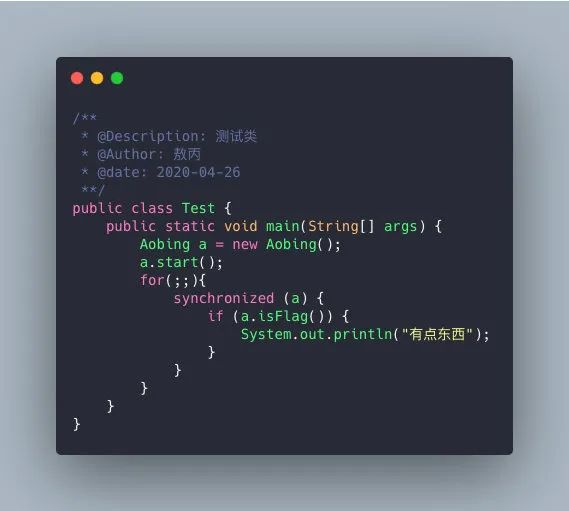 /**
 * @Description: 测试类
 * @Author: 敖丙
 * @date: 2020-04-26
 **/
public class Test {
    public static void main(String[] args) {
        Aobing a = new Aobing();
        a.start();
        for(;;){
            synchronized (a) {
                if (a.isFlag()) {
                    System.out.println("有点东西");
                }
            }
        }
    }
}